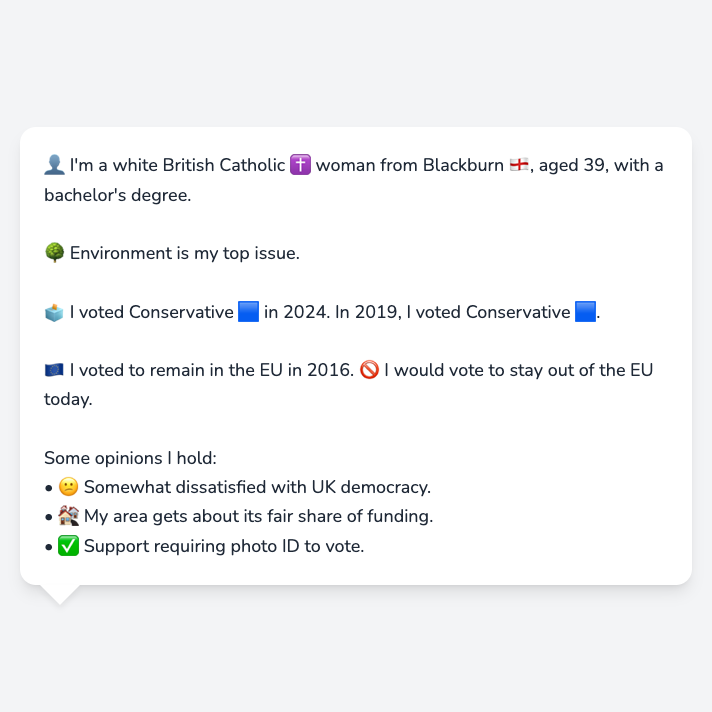 👤 I'm a white British Catholic ✝️ woman from Blackburn 🏴󠁧󠁢󠁥󠁮󠁧󠁿, aged 39, with a
bachelor's degree.
🌳 Environment is my top issue.
🗳️ I voted Conservative 🟦 in 2024. In 2019, I voted Conservative 🟦.
🇪🇺 I voted to remain in the EU in 2016. 🚫 I would vote to stay out of the EU
today.
Some opinions I hold:
• 😕 Somewhat dissatisfied with UK democracy.
• 🏘️ My area gets about its fair share of funding.
• ✅ Support requiring photo ID to vote.